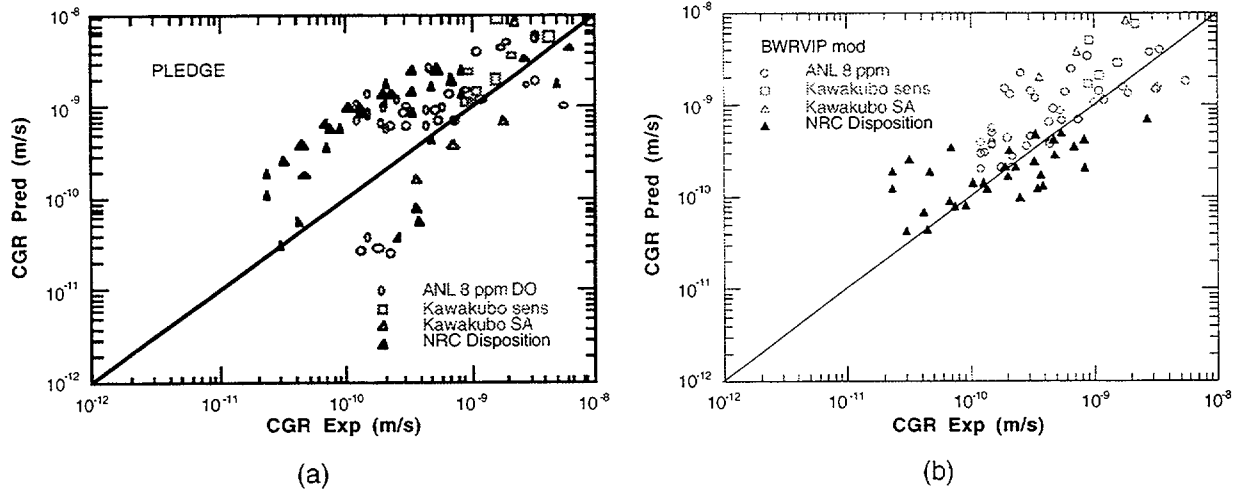 10⁻⁸
10⁻⁹
10⁻¹⁰
10⁻¹¹
10⁻¹²
CGR Pred (m/s)
PLEDGE
ANL 8 ppm DO
Kawakubo sens
Kawakubo SA
NRC Disposition
10⁻¹² 10⁻¹¹ 10⁻¹⁰ 10⁻⁹ 10⁻⁸
CGR Exp (m/s)
(a)
10⁻⁸
10⁻⁹
10⁻¹⁰
10⁻¹¹
10⁻¹²
CGR Pred (m/s)
BWRVIP mod
ANL 8 ppm
Kawakubo sens
Kawakubo SA
NRC Disposition
10⁻¹² 10⁻¹¹ 10⁻¹⁰ 10⁻⁹ 10⁻⁸
CGR Exp (m/s)
(b)